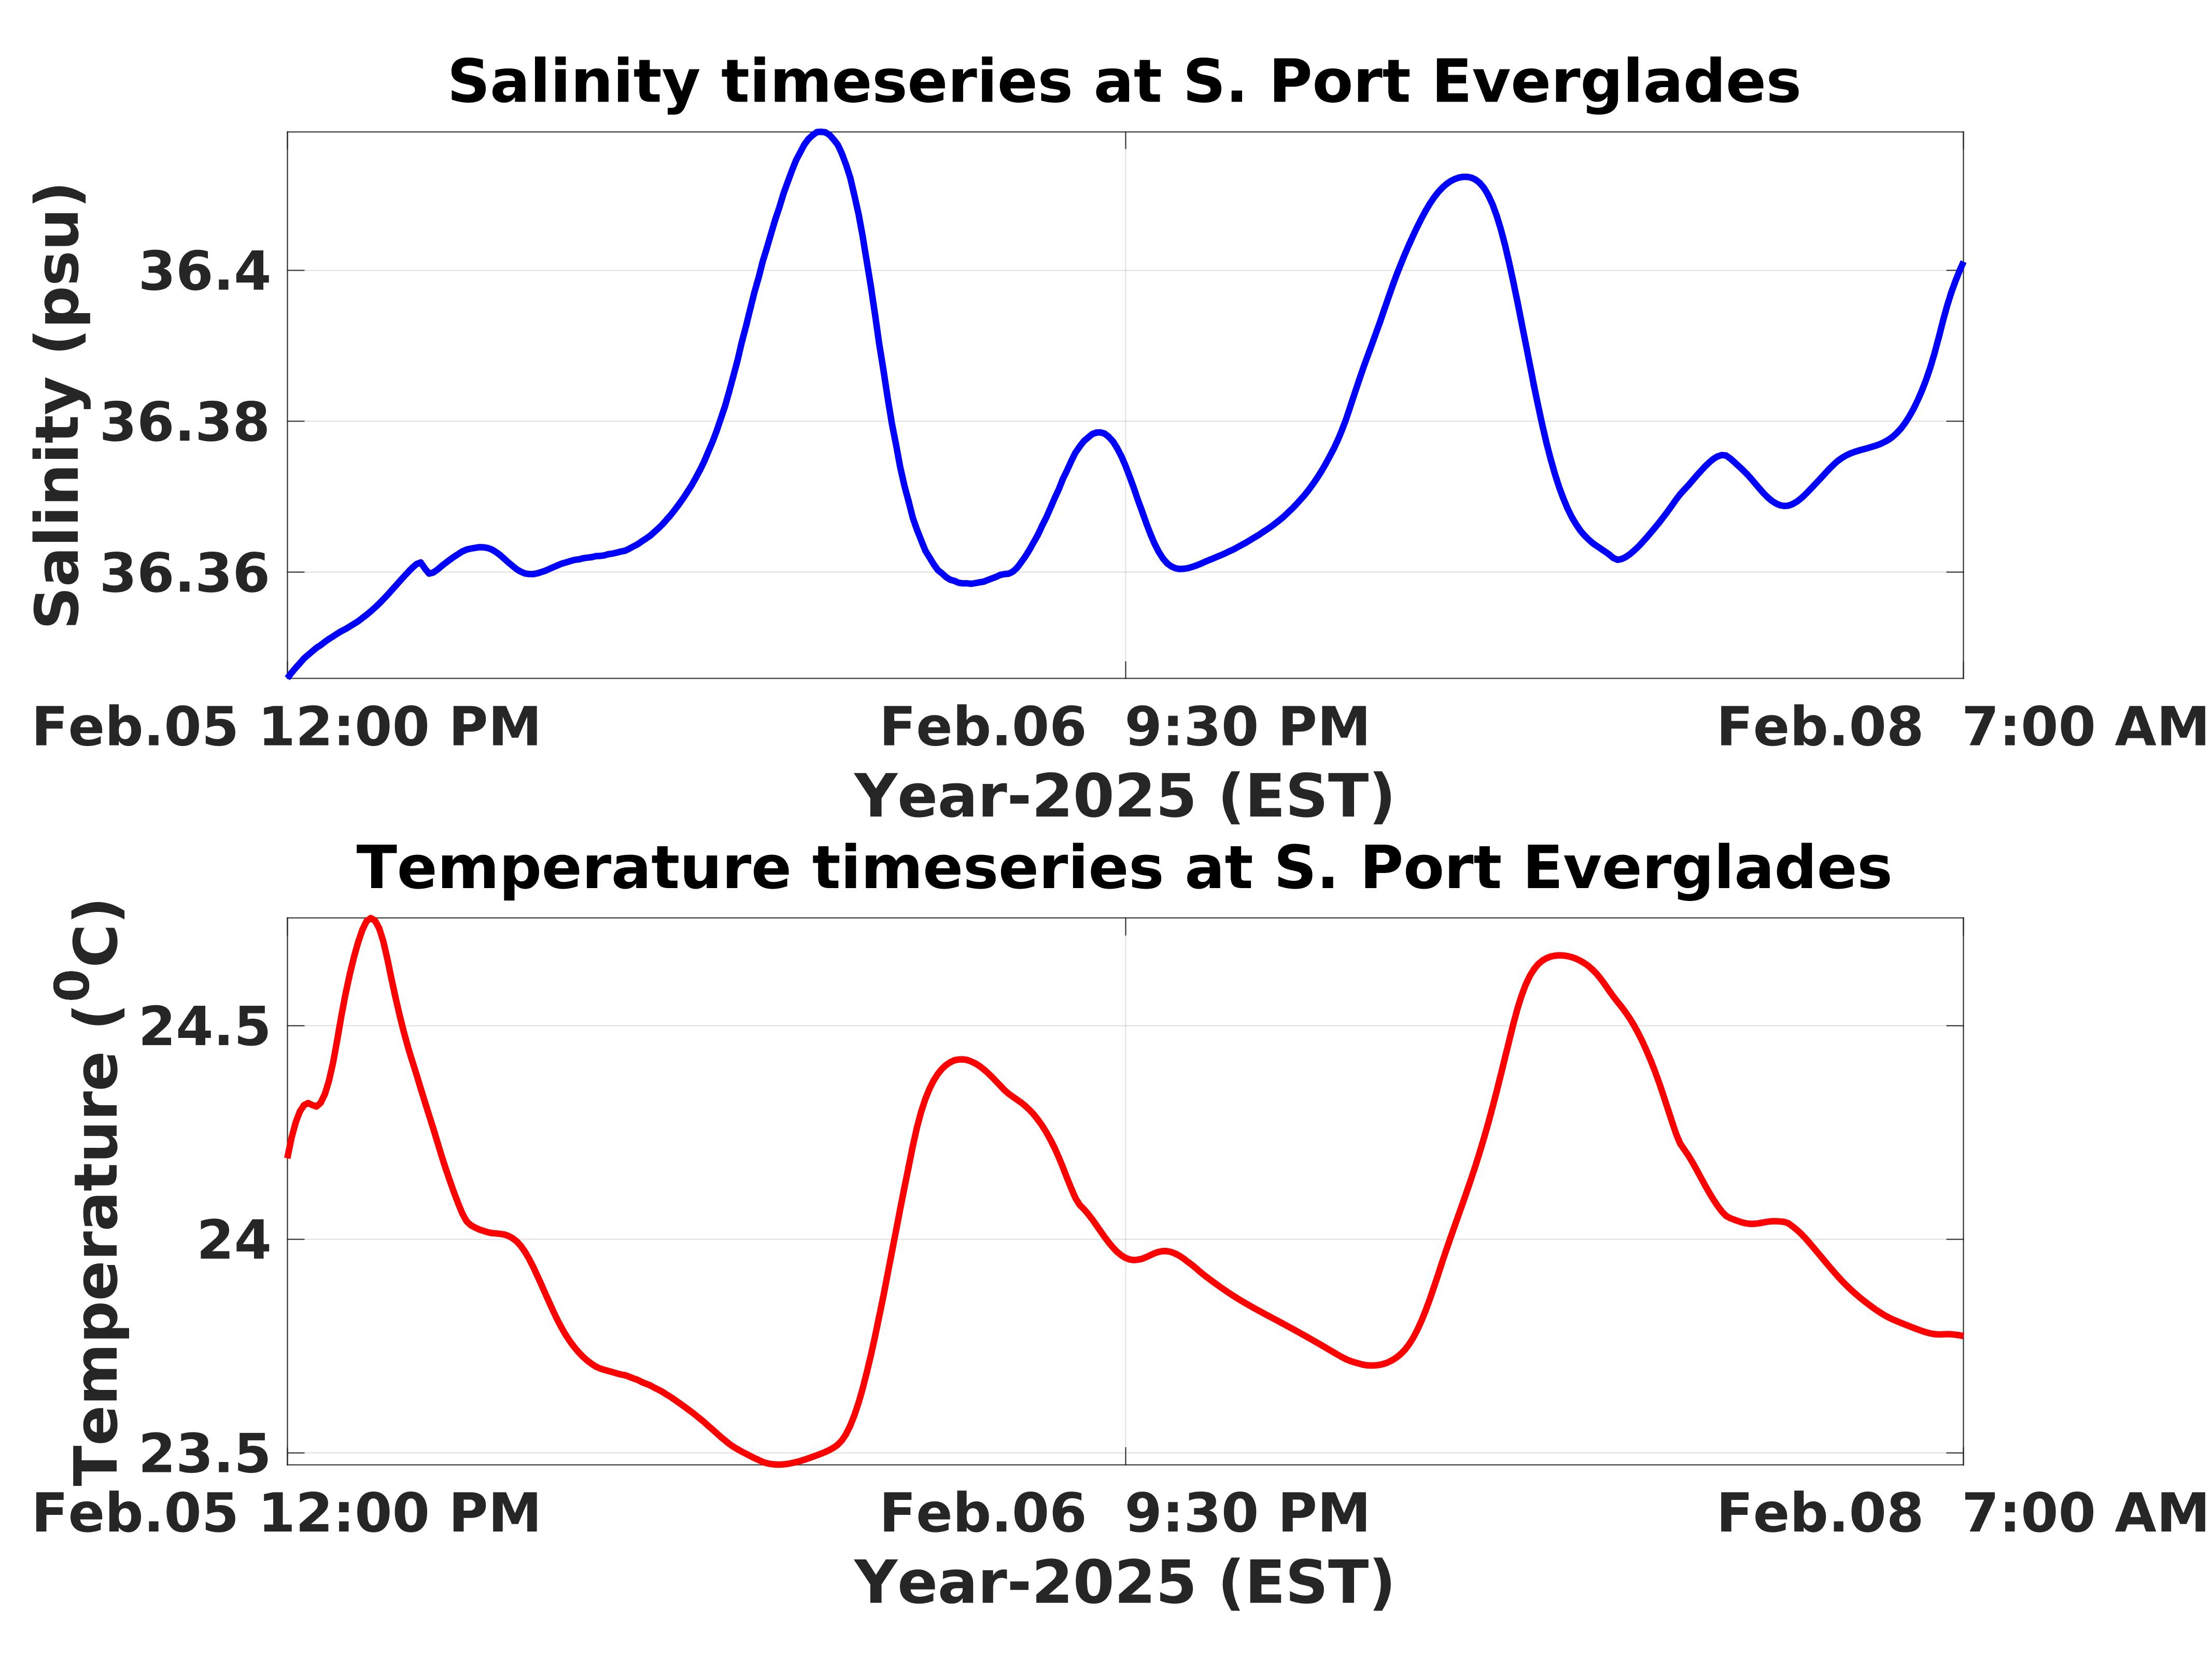 Salinity timeseries at S. Port Everglades
Salinity (psu)
36.4
36.38
36.36
Feb.05 12:00 PM Feb.06 9:30 PM Feb.08 7:00 AM
Year-2025 (EST)
Temperature timeseries at S. Port Everglades
Temperature (⁰C)
24.5
24
23.5
Feb.05 12:00 PM Feb.06 9:30 PM Feb.08 7:00 AM
Year-2025 (EST)